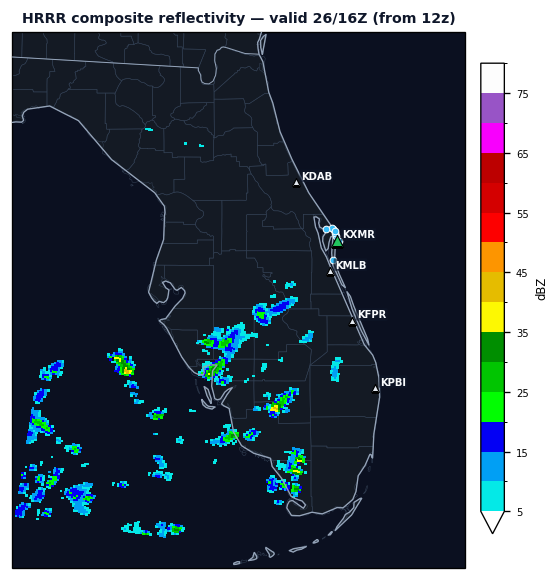 HRRR composite reflectivity — valid 26/16Z (from 12z)
KDAB
KXMR
KMLB
KFPR
KPBI
75
65
55
45
35
25
15
5
dBZ